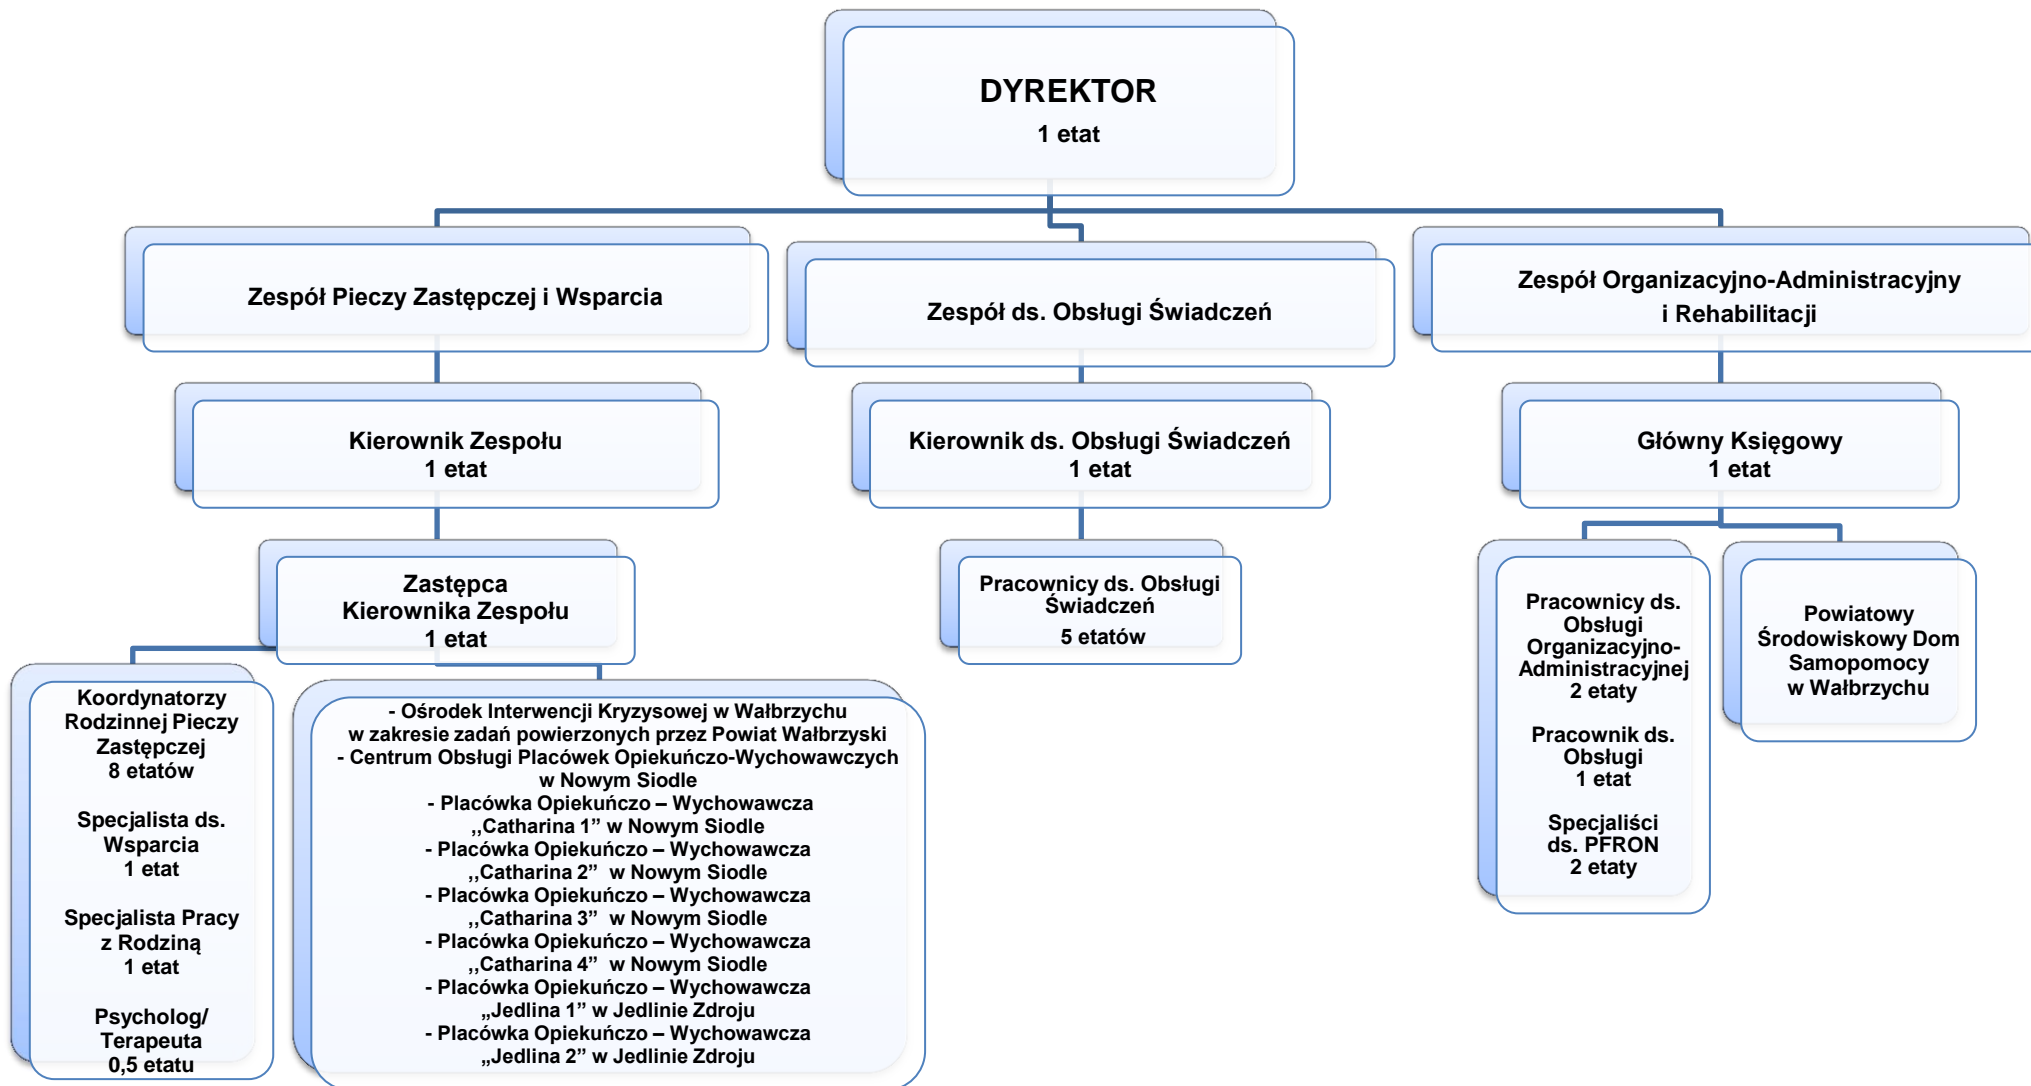 DYREKTOR
1 etat
Zespół Pieczy Zastępczej i Wsparcia
Zespół ds. Obsługi Świadczeń
Zespół Organizacyjno-Administracyjny
i Rehabilitacji
Kierownik Zespołu
1 etat
Kierownik ds. Obsługi Świadczeń
1 etat
Główny Księgowy
1 etat
Zastępca
Kierownika Zespołu
1 etat
Pracownicy ds. Obsługi
Świadczeń
5 etatów
Pracownicy ds.
Obsługi
Organizacyjno-
Administracyjnej
2 etaty
Pracownik ds.
Obsługi
1 etat
Specjaliści
ds. PFRON
2 etaty
Powiatowy
Środowiskowy Dom
Samopomocy
w Wałbrzychu
Koordynatorzy
Rodzinnej Pieczy
Zastępczej
8 etatów
Specjalista ds.
Wsparcia
1 etat
Specjalista Pracy
z Rodziną
1 etat
Psycholog/
Terapeuta
0,5 etatu
- Ośrodek Interwencji Kryzysowej w Wałbrzychu
w zakresie zadań powierzonych przez Powiat Wałbrzyski
- Centrum Obsługi Placówek Opiekuńczo-Wychowawczych
w Nowym Siodle
- Placówka Opiekuńczo – Wychowawcza
,,Catharina 1” w Nowym Siodle
- Placówka Opiekuńczo – Wychowawcza
,,Catharina 2” w Nowym Siodle
- Placówka Opiekuńczo – Wychowawcza
,,Catharina 3” w Nowym Siodle
- Placówka Opiekuńczo – Wychowawcza
,,Catharina 4” w Nowym Siodle
- Placówka Opiekuńczo – Wychowawcza
„Jedlina 1” w Jedlinie Zdroju
- Placówka Opiekuńczo – Wychowawcza
„Jedlina 2” w Jedlinie Zdroju